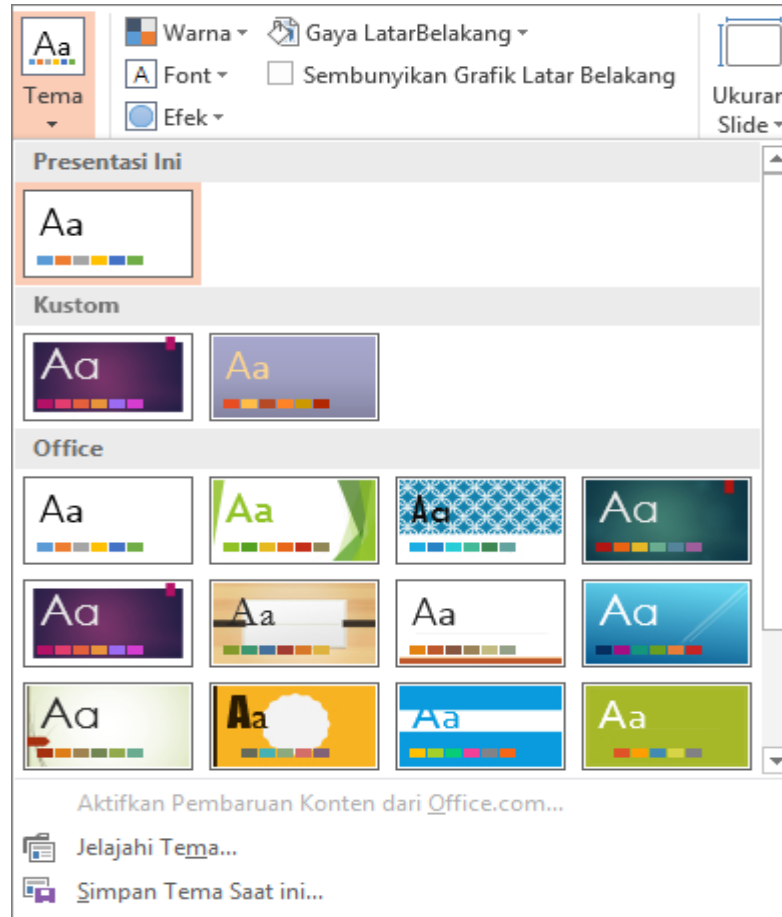 Aa
Tema
Warna
Font
Efek
Gaya LatarBelakang
Sembunyikan Grafik Latar Belakang
Ukuran
Slide
Presentasi Ini
Aa
Kustom
Aa Aa
Office
Aa Aa Aa Aa
Aa Aa Aa Aa
Aa Aa Aa Aa
Aktifkan Pembaruan Konten dari Office.com...
Jelajahi Tema...
Simpan Tema Saat ini...